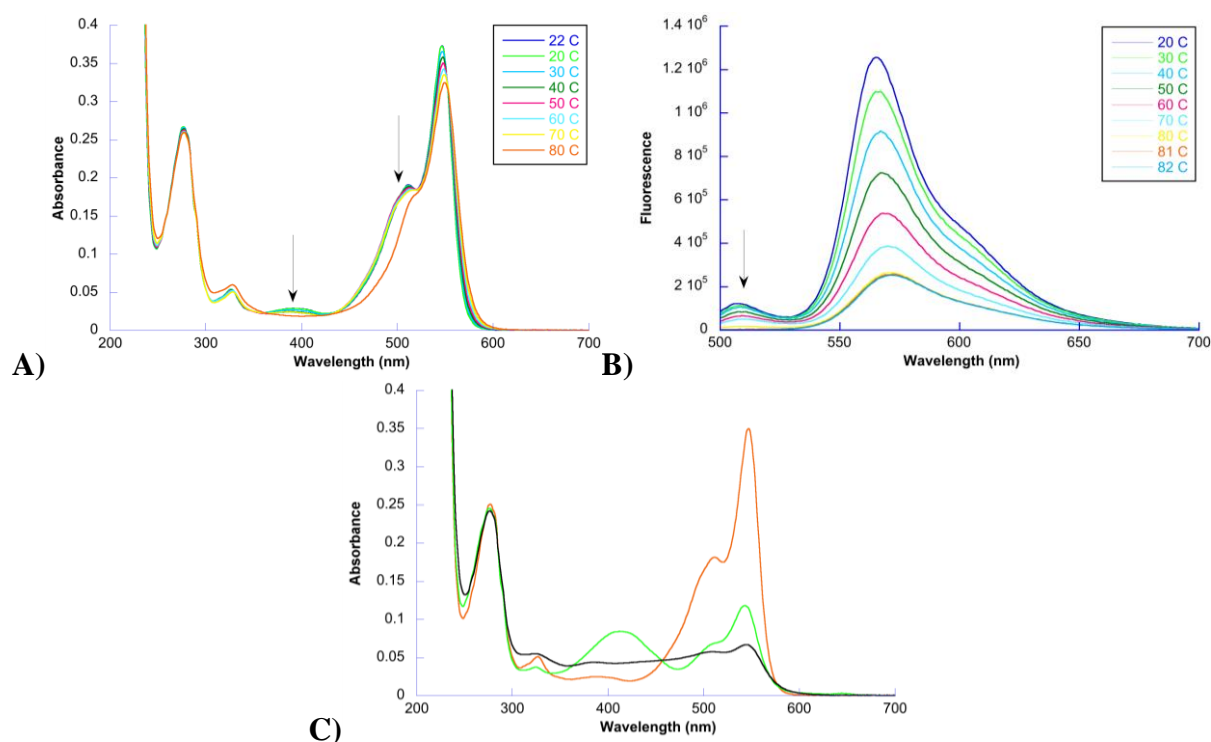 0.4
0.35
0.3
0.25
0.2
0.15
0.1
0.05
0
Absorbance
200
300
400
500
600
700
Wavelength (nm)
22 C
20 C
30 C
40 C
50 C
60 C
70 C
80 C
A)
1.4 10⁶
1.2 10⁶
1 10⁶
8 10⁵
6 10⁵
4 10⁵
2 10⁵
0
Fluorescence
500
550
600
650
700
Wavelength (nm)
20 C
30 C
40 C
50 C
60 C
70 C
80 C
81 C
82 C
B)
0.4
0.35
0.3
0.25
0.2
0.15
0.1
0.05
0
Absorbance
200
300
400
500
600
700
Wavelength (nm)
C)